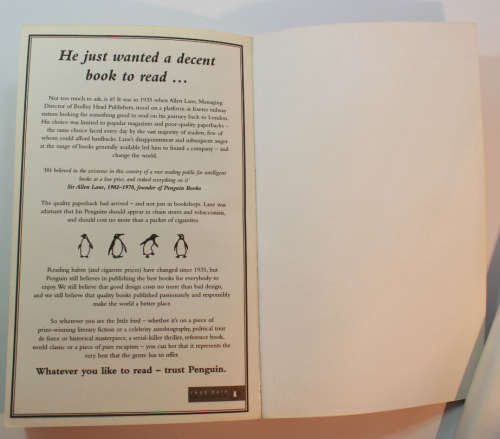 He just wanted a decent
book to read ...
Not too much to ask, is it? It was in 1935 when Allen Lane, Managing
Director of Bodley Head Publishers, stood on a platform at Exeter railway
station looking for something good to read on his journey back to London.
His choice was limited to popular magazines and poor-quality paperbacks –
the same choice faced every day by the vast majority of readers, few of
whom could afford hardbacks. Lane's disappointment and subsequent anger
at the range of books generally available led him to found a company – and
change the world.
'We believed in the existence in this country of a vast reading public for intelligent
books at a low price, and staked everything on it'
Sir Allen Lane, 1902–1970, founder of Penguin Books
The quality paperback had arrived – and not just in bookshops. Lane was
adamant that his Penguins should appear in chain stores and tobacconists,
and should cost no more than a packet of cigarettes.
Reading habits (and cigarette prices) have changed since 1935, but
Penguin still believes in publishing the best books for everybody to
enjoy. We still believe that good design costs no more than bad design,
and we still believe that quality books published passionately and responsibly
make the world a better place.
So wherever you see the little bird – whether it's on a piece of
prize-winning literary fiction or a celebrity autobiography, political tour
de force or historical masterpiece, a serial-killer thriller, reference book,
world classic or a piece of pure escapism – you can bet that it represents the
very best that the genre has to offer.
Whatever you like to read – trust Penguin.